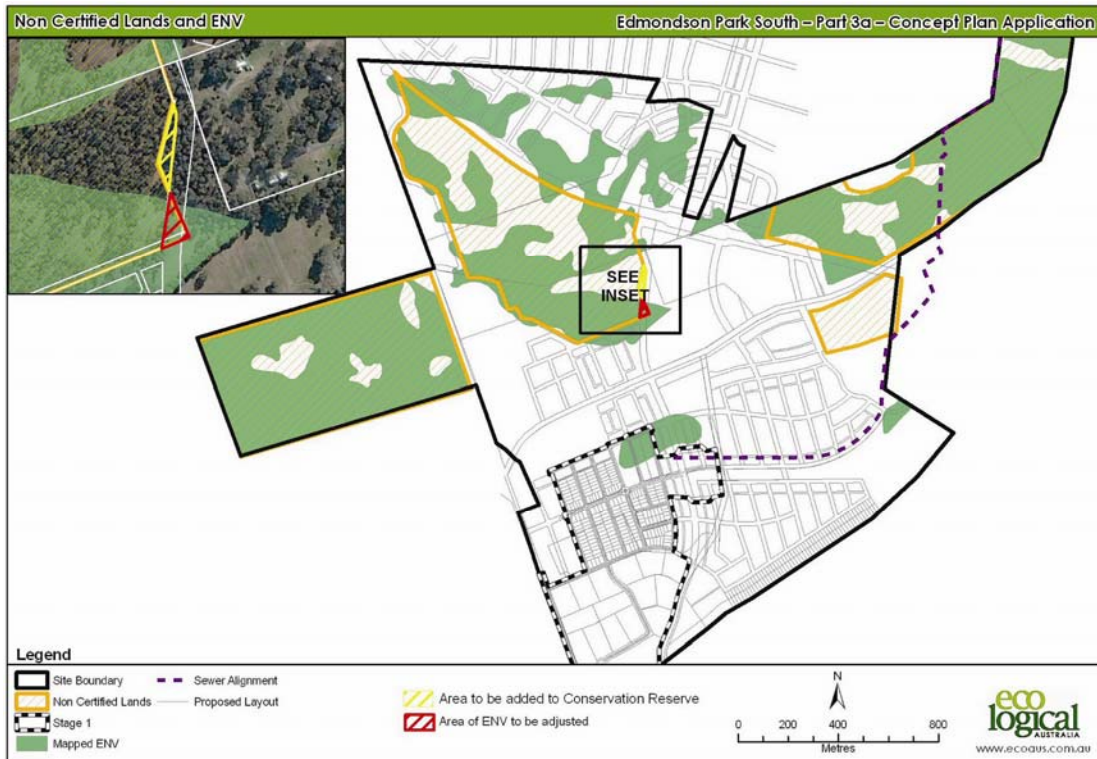 Non Certified Lands and ENV
Edmondson Park South – Part 3a – Concept Plan Application
SEE
INSET
Legend
Site Boundary
Sewer Alignment
Non Certified Lands
Proposed Layout
Stage 1
Mapped ENV
Area to be added to Conservation Reserve
Area of ENV to be adjusted
N
0 200 400 800
Metres
eco
logical
AUSTRALIA
www.ecoaus.com.au